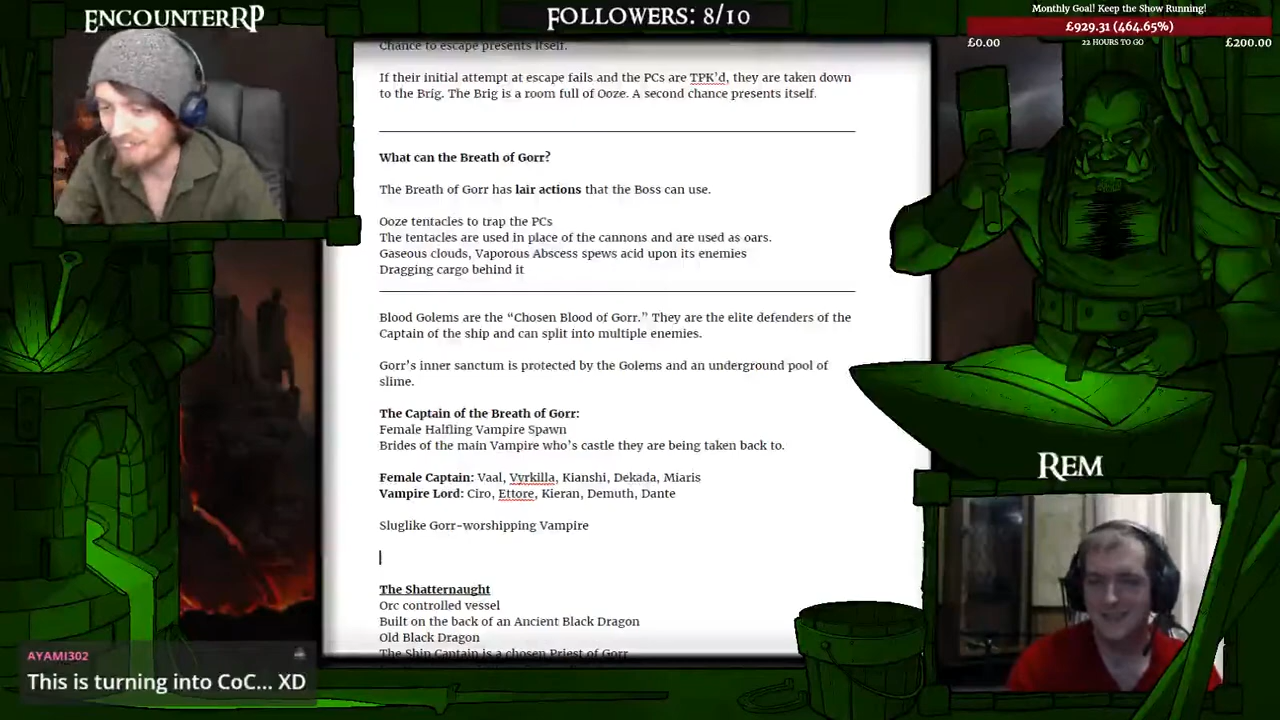 ENCOUNTERRP
FOLLOWERS: 8/10
Monthly Goal! Keep the Show Running!
£929.31 (464.65%)
£0.00
22 HOURS TO GO
£200.00
Chance to escape presents itself.
If their initial attempt at escape fails and the PCs are TPK'd, they are taken down
to the Brig. The Brig is a room full of Ooze. A second chance presents itself.
What can the Breath of Gorr?
The Breath of Gorr has lair actions that the Boss can use.
Ooze tentacles to trap the PCs
The tentacles are used in place of the cannons and are used as oars.
Gaseous clouds, Vaporous Abscess spews acid upon its enemies
Dragging cargo behind it
Blood Golems are the “Chosen Blood of Gorr.” They are the elite defenders of the
Captain of the ship and can split into multiple enemies.
Gorr’s inner sanctum is protected by the Golems and an underground pool of
slime.
The Captain of the Breath of Gorr:
Female Halfling Vampire Spawn
Brides of the main Vampire who’s castle they are being taken back to.
Female Captain: Vaal, Vyrkilla, Kianshi, Dekada, Miaris
Vampire Lord: Ciro, Ettore, Kieran, Demuth, Dante
Sluglike Gorr-worshipping Vampire
The Shatternaught
Orc controlled vessel
Built on the back of an Ancient Black Dragon
Old Black Dragon
The Ship Captain is a chosen Priest of Gorr
REM
AYAMI302
This is turning into CoC... XD